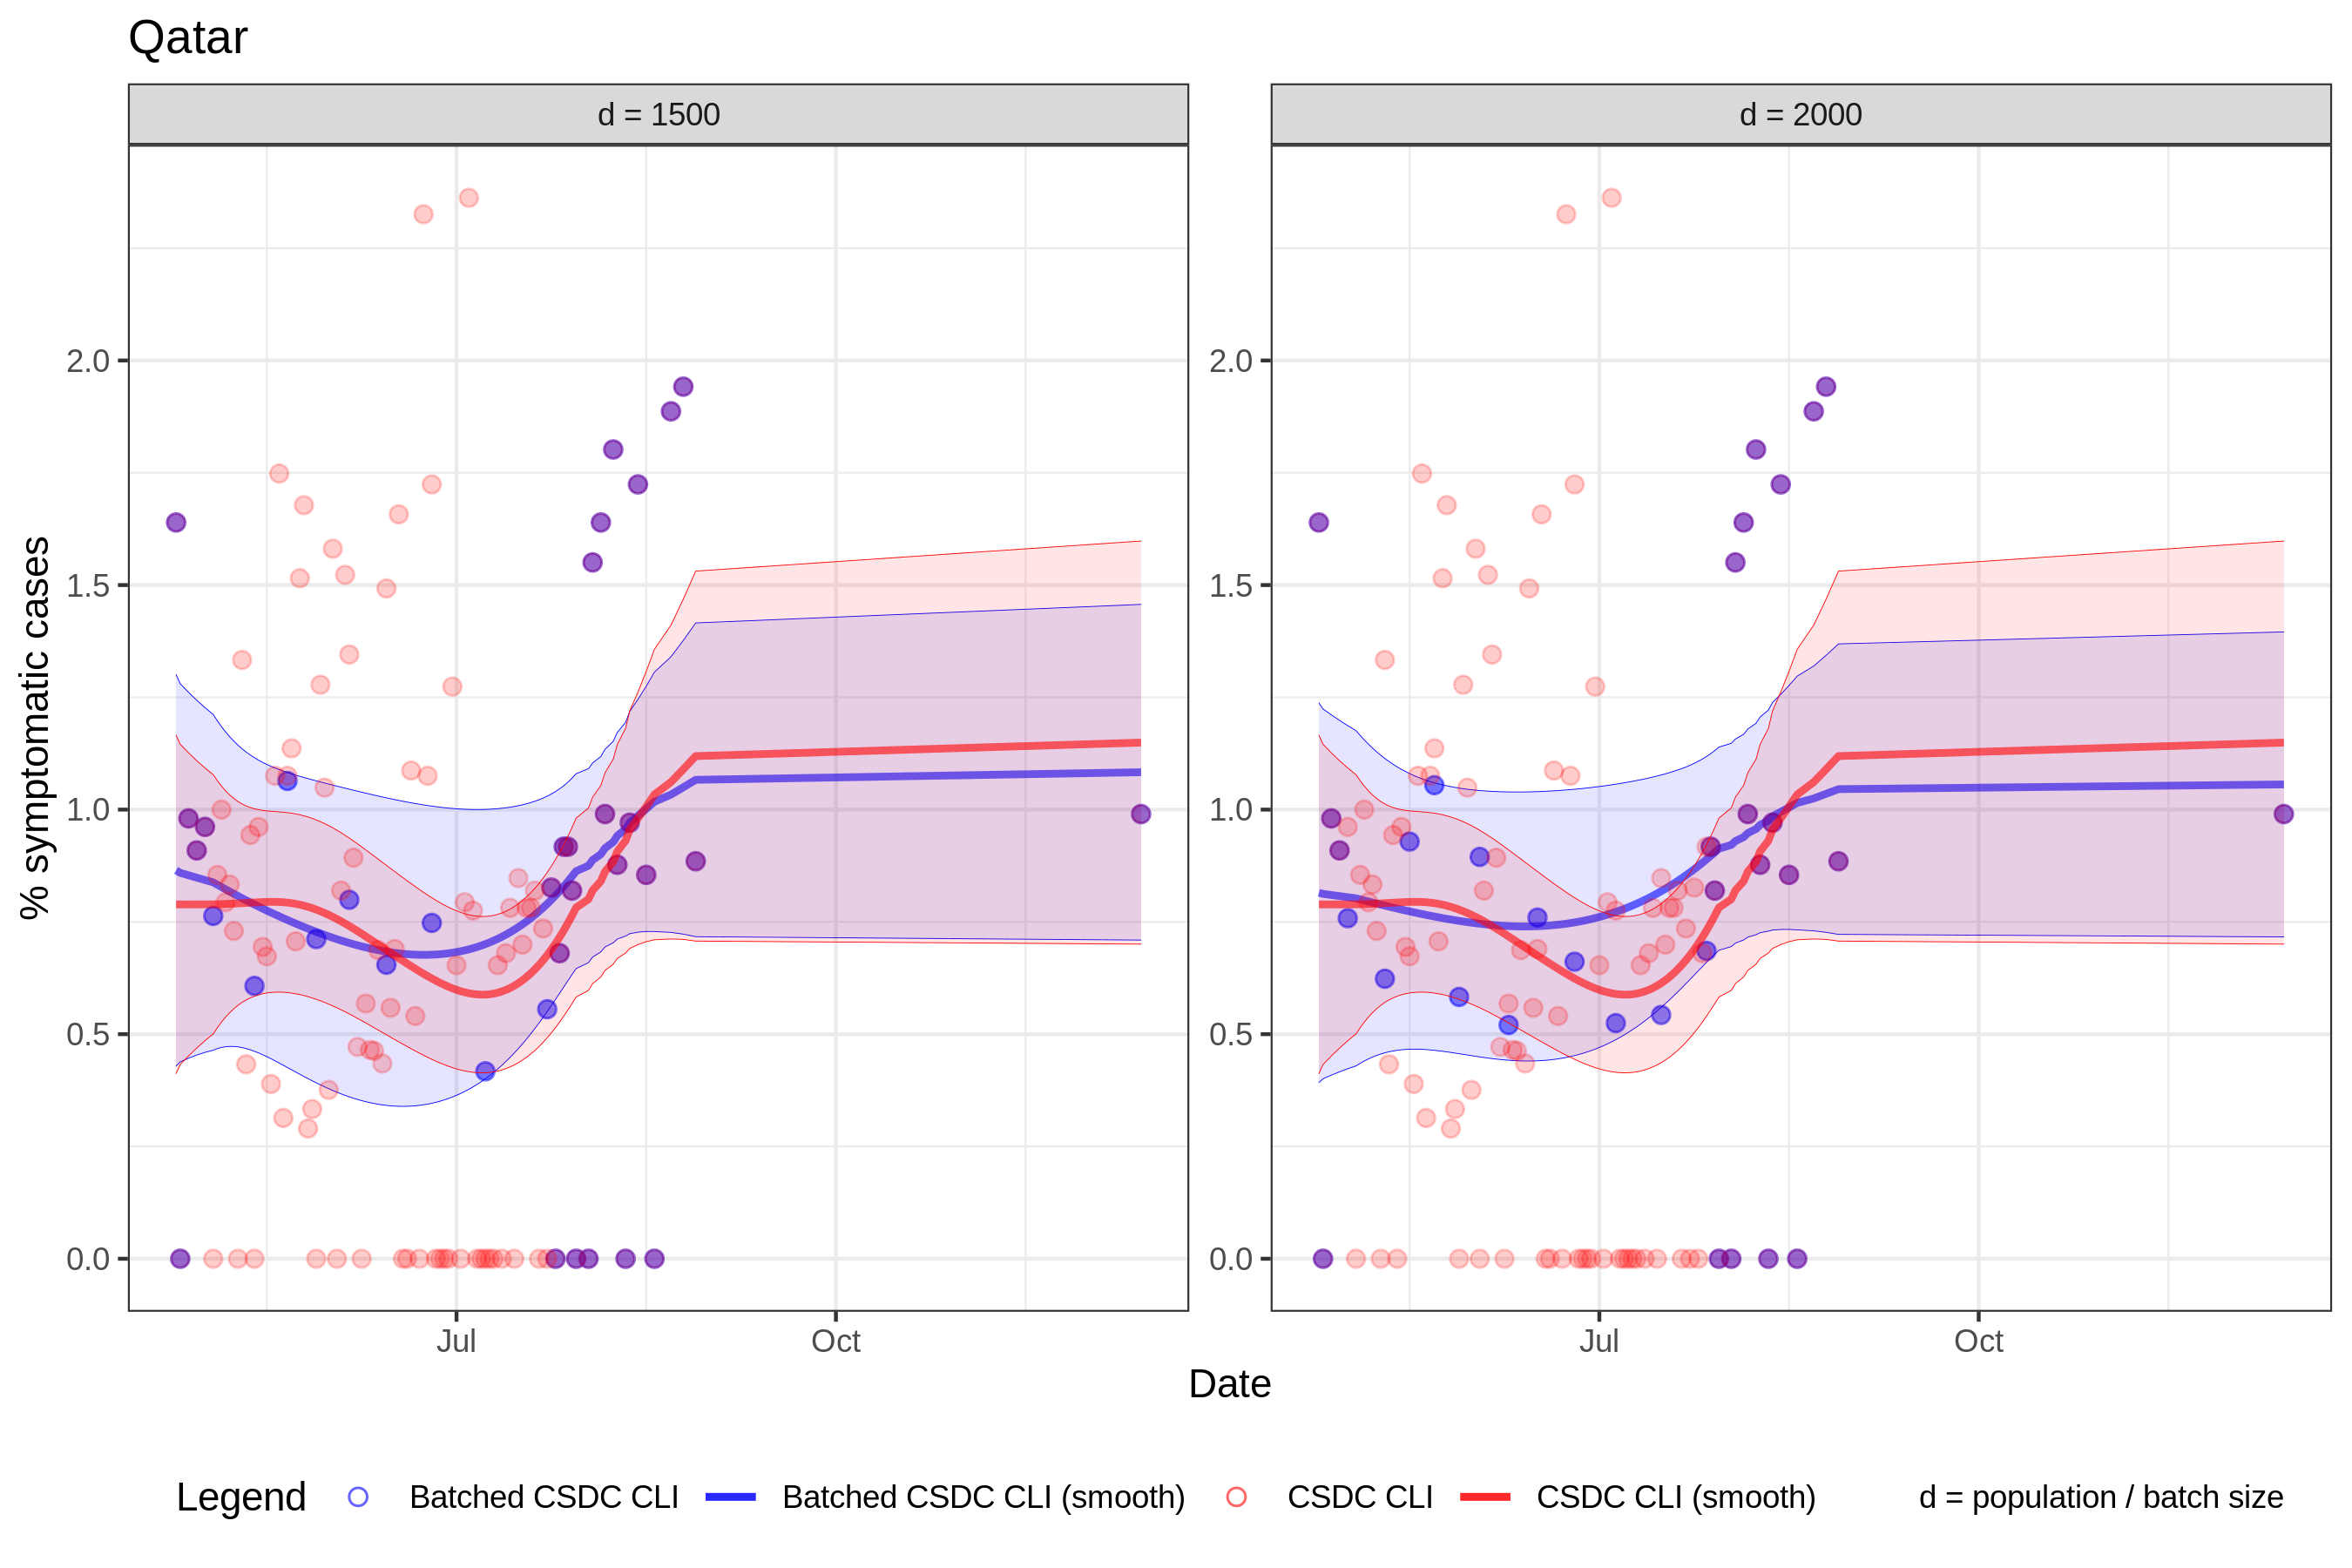 Qatar
d = 1500
d = 2000
% symptomatic cases
2.0
1.5
1.0
0.5
0.0
2.0
1.5
1.0
0.5
0.0
Jul
Oct
Jul
Oct
Date
Legend
Batched CSDC CLI
Batched CSDC CLI (smooth)
CSDC CLI
CSDC CLI (smooth)
d = population / batch size